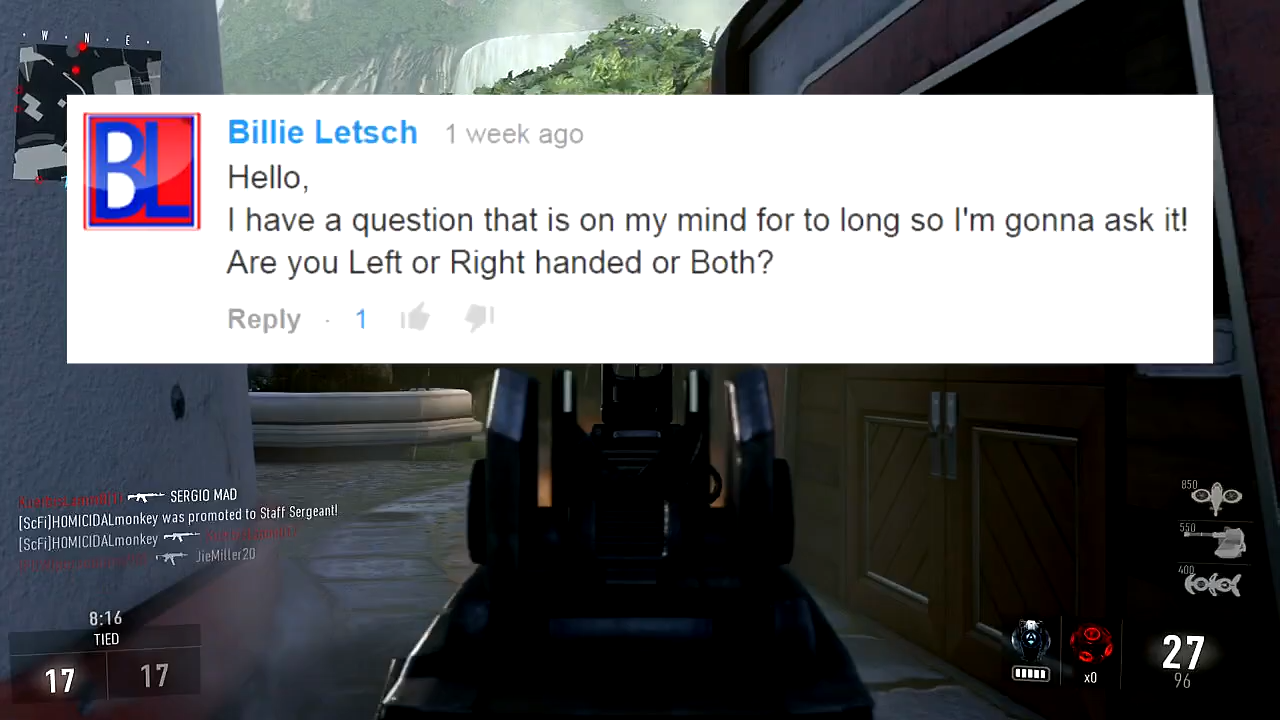 W N E
BL
Billie Letsch 1 week ago
Hello,
I have a question that is on my mind for to long so I'm gonna ask it!
Are you Left or Right handed or Both?
Reply · 1
SERGIO MAD
[ScFi]HOMICIDALmonkey was promoted to Staff Sergeant!
[ScFi]HOMICIDALmonkey
JieMiller20
8:16
TIED
17 17
850
550
400
x0
27
96